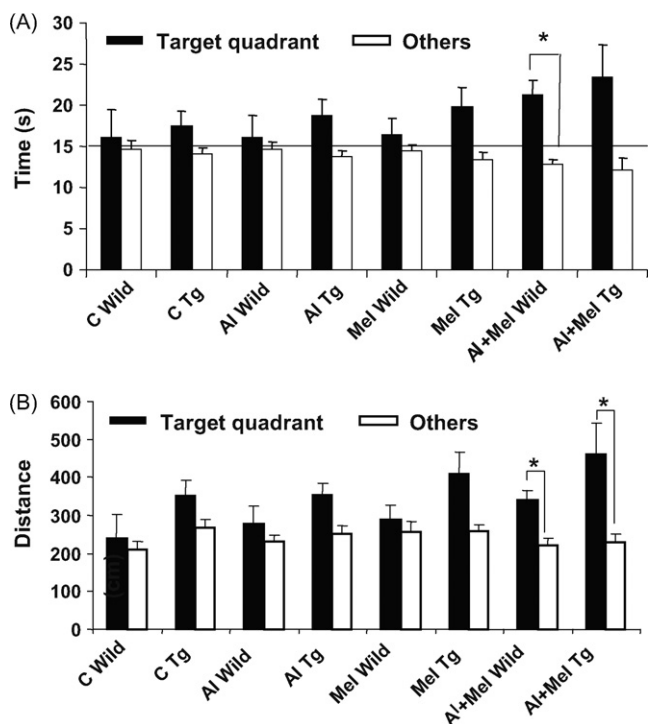 (A)
30
Target quadrant Others
*
25
20
15
10
5
0
Time (s)
C Wild
C Tg
Al Wild
Al Tg
Mel Wild
Mel Tg
Al+Mel Wild
Al+Mel Tg
(B)
600
Target quadrant Others
*
*
500
400
300
200
100
0
Distance
(cm)
C Wild
C Tg
Al Wild
Al Tg
Mel Wild
Mel Tg
Al+Mel Wild
Al+Mel Tg